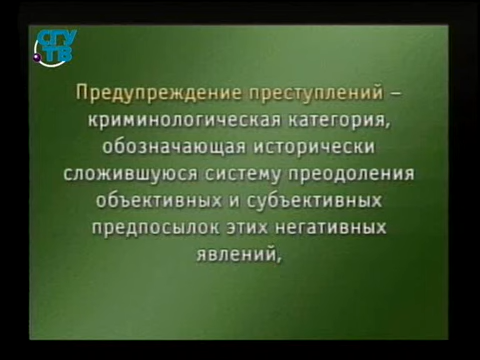 СГУ
ТВ
Предупреждение преступлений –
криминологическая категория,
обозначающая исторически
сложившуюся систему преодоления
объективных и субъективных
предпосылок этих негативных
явлений,